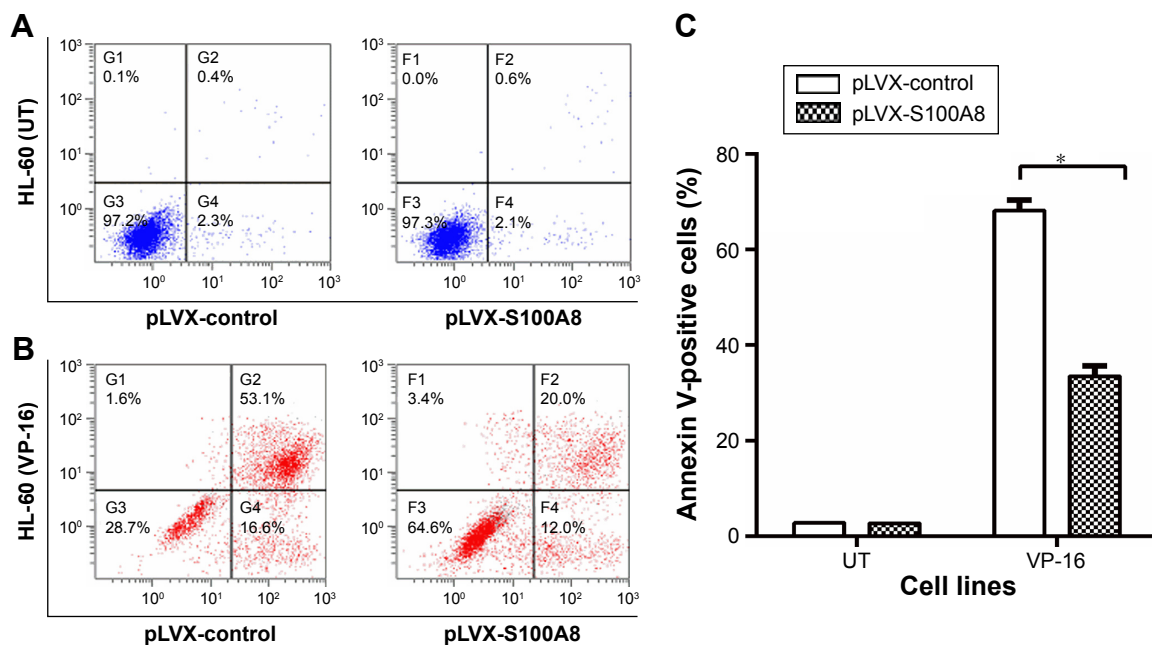 A
HL-60 (UT)
10³
10²
10¹
10⁰
G1
0.1%
G2
0.4%
G3
97.2%
G4
2.3%
10⁰ 10¹ 10² 10³
pLVX-control
10³
10²
10¹
10⁰
F1
0.0%
F2
0.6%
F3
97.3%
F4
2.1%
10⁰ 10¹ 10² 10³
pLVX-S100A8
B
HL-60 (VP-16)
10³
10²
10¹
10⁰
G1
1.6%
G2
53.1%
G3
28.7%
G4
16.6%
10⁰ 10¹ 10² 10³
pLVX-control
10³
10²
10¹
10⁰
F1
3.4%
F2
20.0%
F3
64.6%
F4
12.0%
10⁰ 10¹ 10² 10³
pLVX-S100A8
C
pLVX-control
pLVX-S100A8
Annexin V-positive cells (%)
80
60
40
20
0
*
UT VP-16
Cell lines